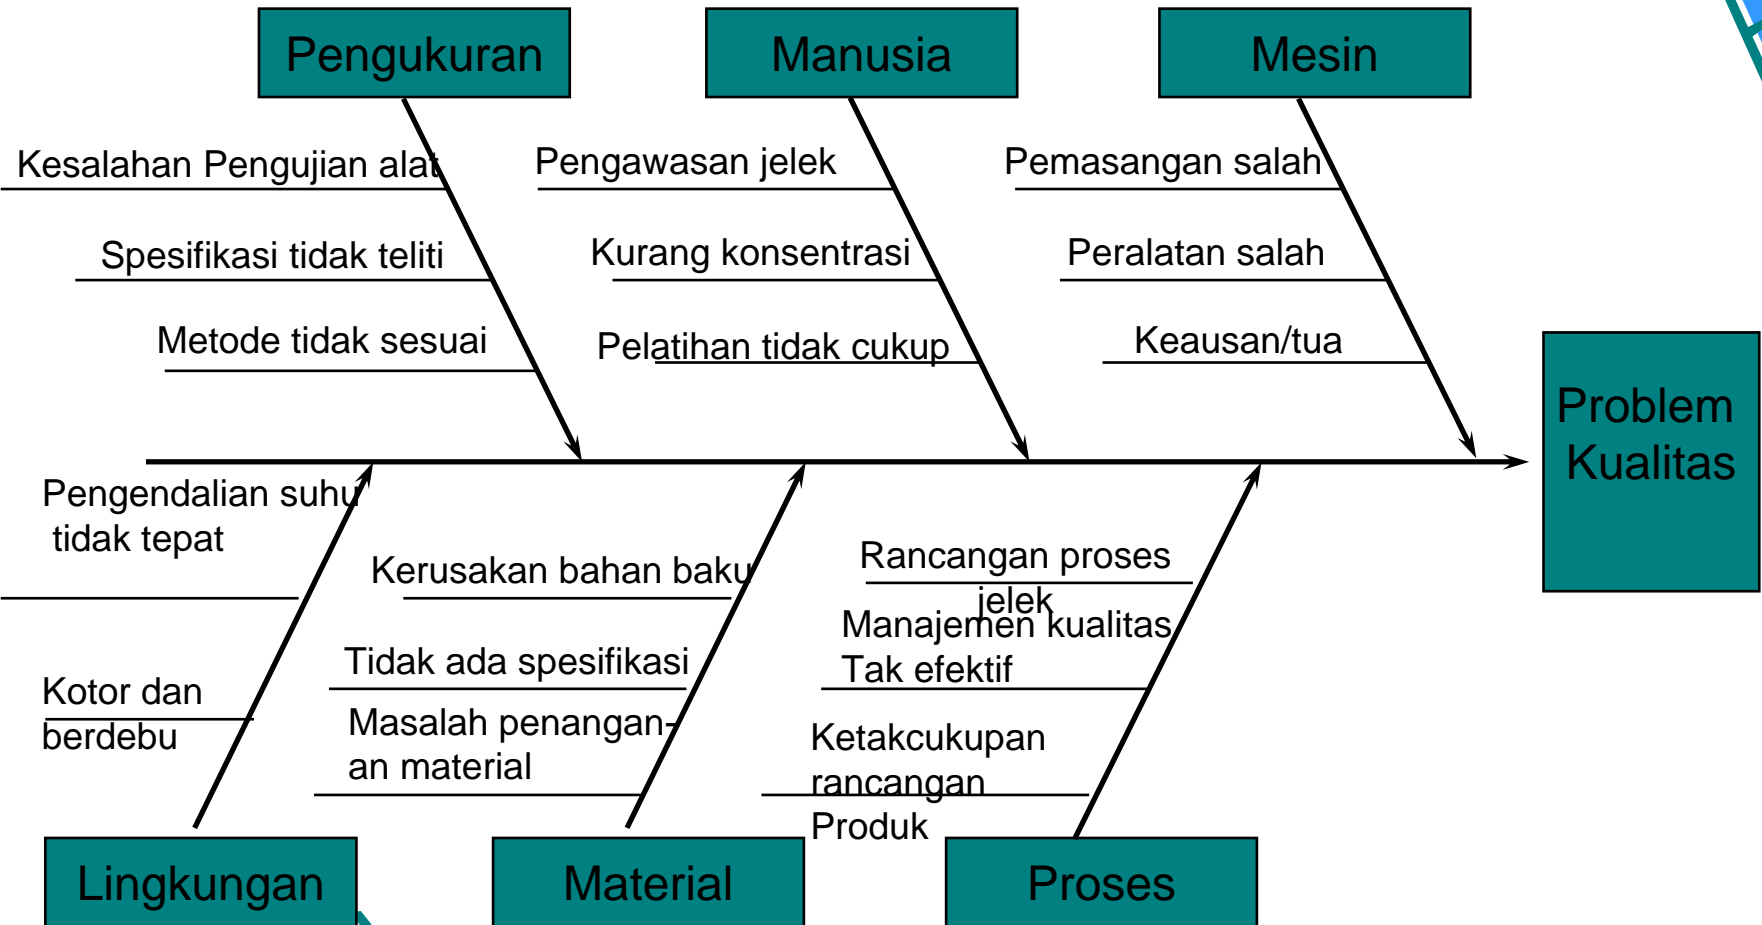 Pengukuran
Manusia
Mesin
Kesalahan Pengujian alat
Pengawasan jelek
Pemasangan salah
Spesifikasi tidak teliti
Kurang konsentrasi
Peralatan salah
Metode tidak sesuai
Pelatihan tidak cukup
Keausan/tua
Problem
Kualitas
Pengendalian suhu
tidak tepat
Kerusakan bahan baku
Rancangan proses
jelek
Manajemen kualitas
Tak efektif
Tidak ada spesifikasi
Kotor dan
berdebu
Masalah penangan-
an material
Ketakcukupan
rancangan
Produk
Lingkungan
Material
Proses